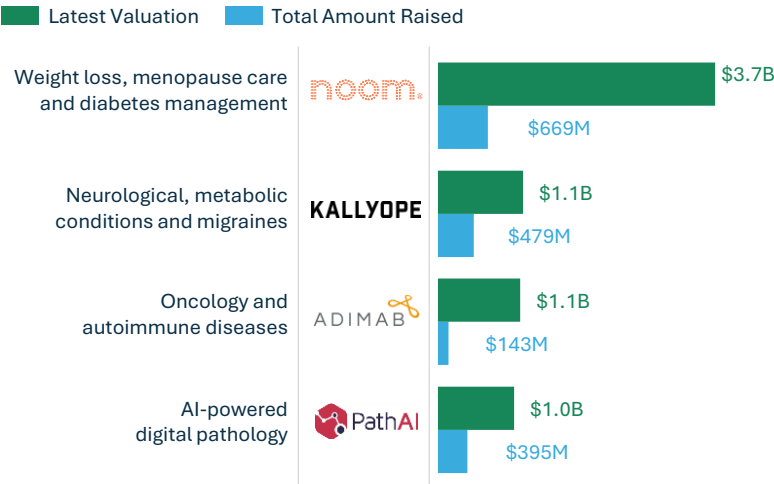 Latest Valuation
Total Amount Raised
Weight loss, menopause care
and diabetes management
noom®
$3.7B
$669M
Neurological, metabolic
conditions and migraines
KALLYOPE
$1.1B
$479M
Oncology and
autoimmune diseases
ADIMAB
$1.1B
$143M
AI-powered
digital pathology
PathAI
$1.0B
$395M